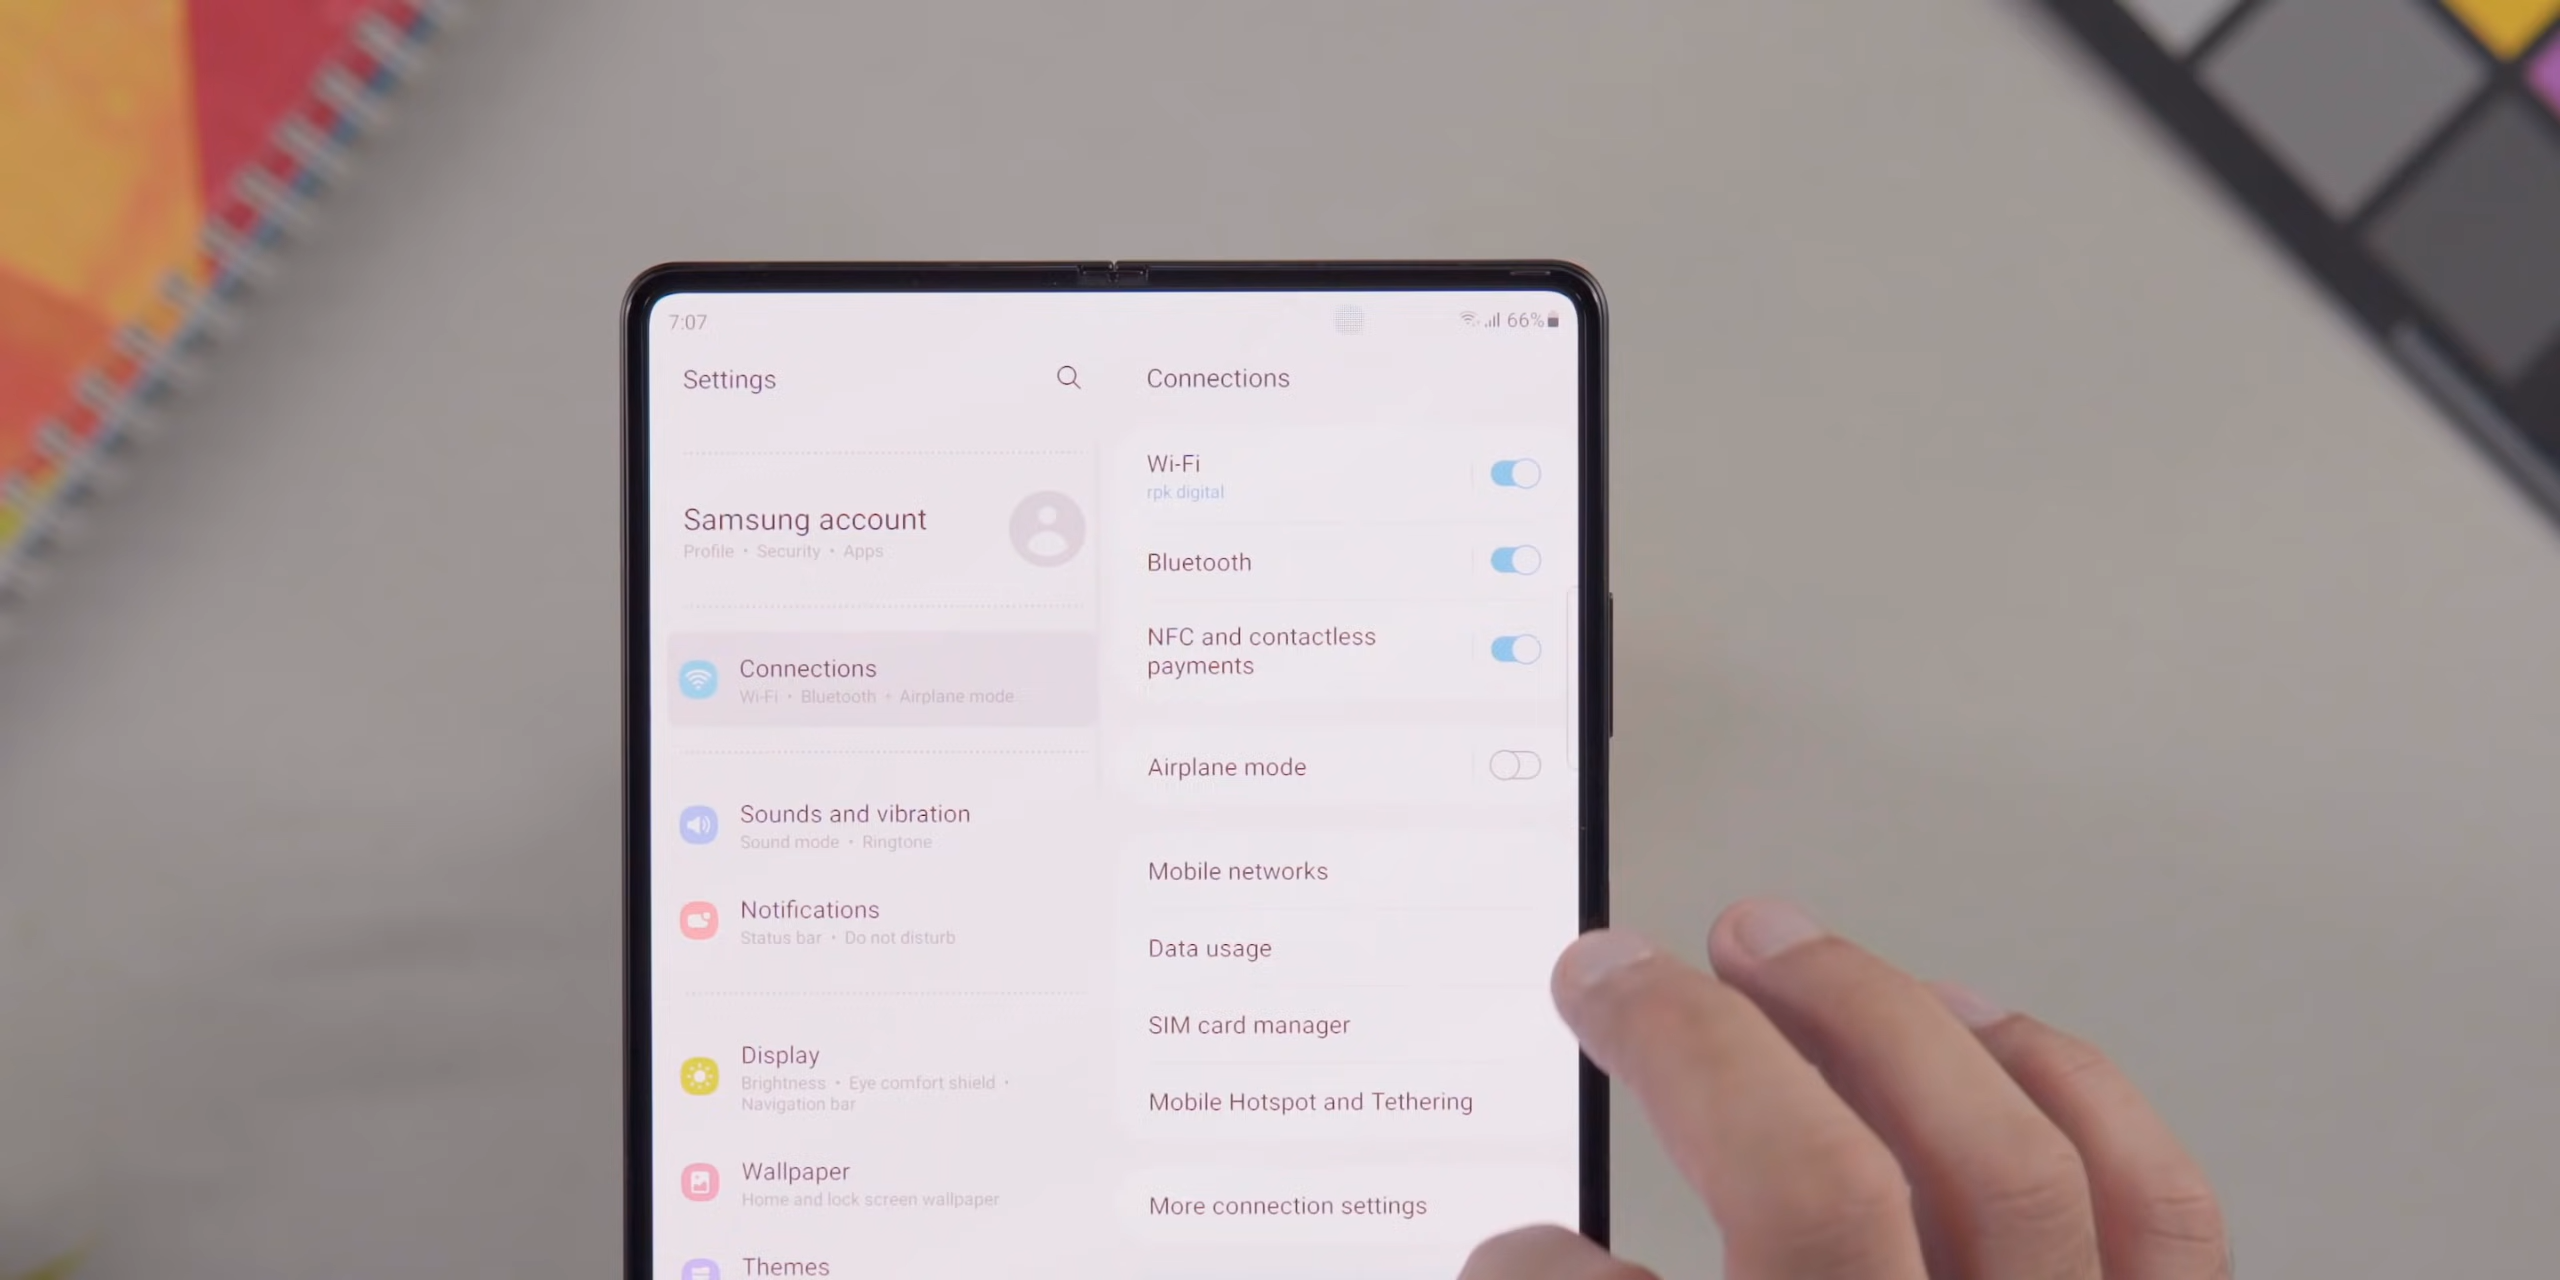 7:07
66%
Settings
Samsung account
Profile • Security • Apps
Connections
Wi-Fi • Bluetooth • Airplane mode
Sounds and vibration
Sound mode • Ringtone
Notifications
Status bar • Do not disturb
Display
Brightness • Eye comfort shield •
Navigation bar
Wallpaper
Home and lock screen wallpaper
Themes
Connections
Wi-Fi
rpk digital
Bluetooth
NFC and contactless
payments
Airplane mode
Mobile networks
Data usage
SIM card manager
Mobile Hotspot and Tethering
More connection settings